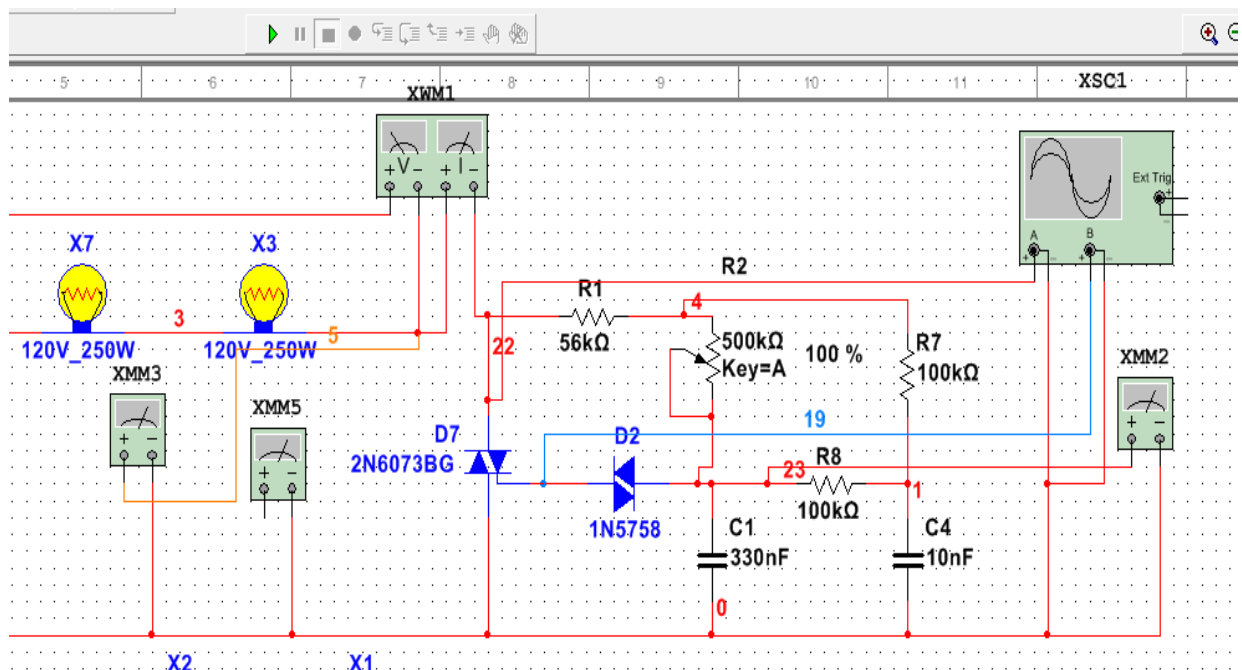 5 6 7 8 9 10 11
XWM1
XSC1
V I
+ - + -
Ext Trig
+
-
A B
+ - + -
X7
X3
R2
R1
4
3
5
22
56kΩ
500kΩ
Key=A
100 %
R7
100kΩ
120V_250W
120V_250W
XMM3
XMM2
XMM5
+ -
+ -
+ -
19
D7
2N6073BG
D2
23
R8
1
100kΩ
1N5758
C1
330nF
C4
10nF
0
X2
X1